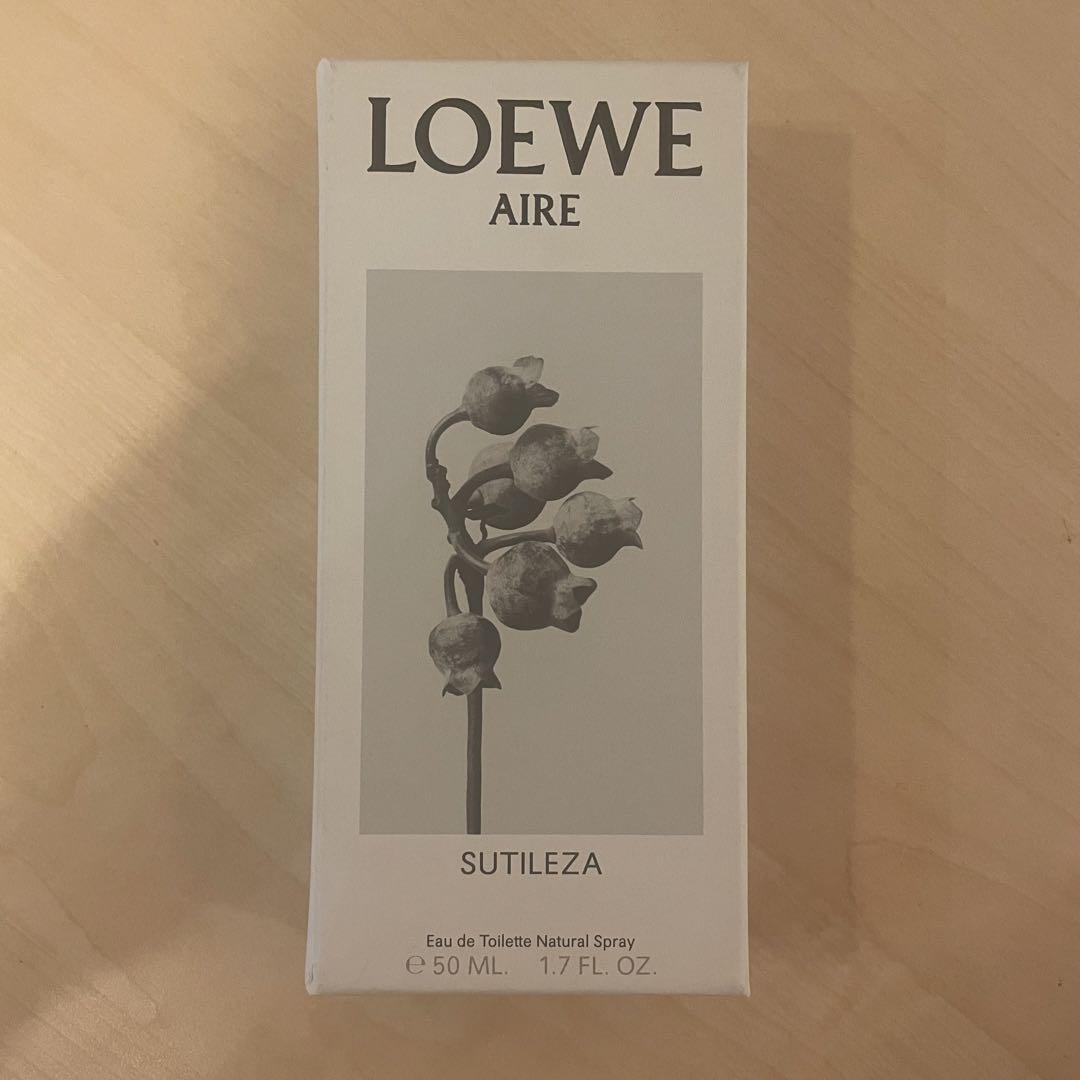 LOEWE
AIRE
SUTILEZA
Eau de Toilette Natural Spray
℮ 50 ML. 1.7 FL. OZ.